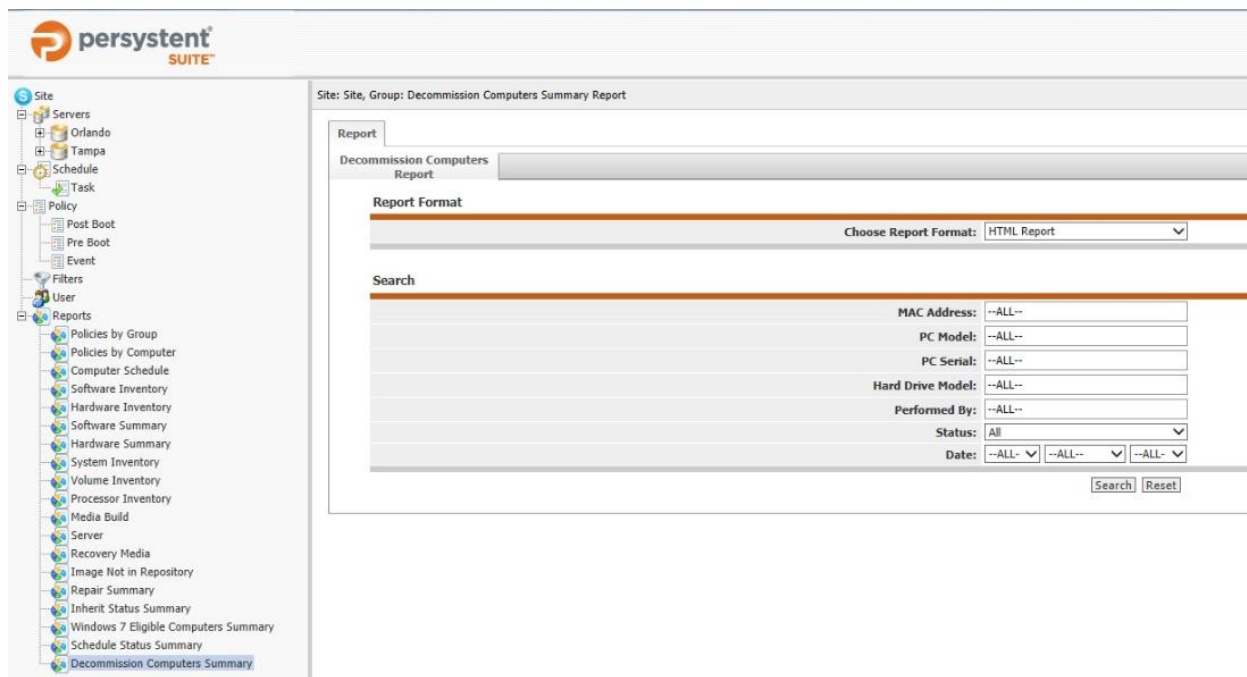 persystent
SUITE™
Site
Servers
Orlando
Tampa
Schedule
Task
Policy
Post Boot
Pre Boot
Event
Filters
User
Reports
Policies by Group
Policies by Computer
Computer Schedule
Software Inventory
Hardware Inventory
Software Summary
Hardware Summary
System Inventory
Volume Inventory
Processor Inventory
Media Build
Server
Recovery Media
Image Not in Repository
Repair Summary
Inherit Status Summary
Windows 7 Eligible Computers Summary
Schedule Status Summary
Decommission Computers Summary
Site: Site, Group: Decommission Computers Summary Report
Report
Decommission Computers
Report
Report Format
Choose Report Format: HTML Report
Search
MAC Address: --ALL--
PC Model: --ALL--
PC Serial: --ALL--
Hard Drive Model: --ALL--
Performed By: --ALL--
Status: All
Date: --ALL- --ALL-- --ALL-
Search Reset